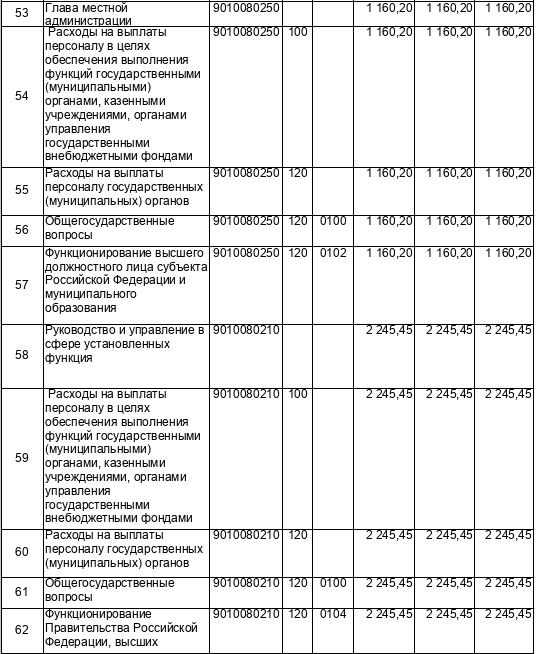 53 Глава местной 9010080250 1 160,20 1 160,20 1 160,20
администрации
54 Расходы на выплаты 9010080250 100 1 160,20 1 160,20 1 160,20
персоналу в целях
обеспечения выполнения
функций государственными
(муниципальными)
органами, казенными
учреждениями, органами
управления
государственными
внебюджетными фондами
55 Расходы на выплаты 9010080250 120 1 160,20 1 160,20 1 160,20
персоналу государственных
(муниципальных) органов
56 Общегосударственные 9010080250 120 0100 1 160,20 1 160,20 1 160,20
вопросы
57 Функционирование высшего 9010080250 120 0102 1 160,20 1 160,20 1 160,20
должностного лица субъекта
Российской Федерации и
муниципального
образования
58 Руководство и управление в 9010080210 2 245,45 2 245,45 2 245,45
сфере установленных
функция
59 Расходы на выплаты 9010080210 100 2 245,45 2 245,45 2 245,45
персоналу в целях
обеспечения выполнения
функций государственными
(муниципальными)
органами, казенными
учреждениями, органами
управления
государственными
внебюджетными фондами
60 Расходы на выплаты 9010080210 120 2 245,45 2 245,45 2 245,45
персоналу государственных
(муниципальных) органов
61 Общегосударственные 9010080210 120 0100 2 245,45 2 245,45 2 245,45
вопросы
62 Функционирование 9010080210 120 0104 2 245,45 2 245,45 2 245,45
Правительства Российской
Федерации, высших